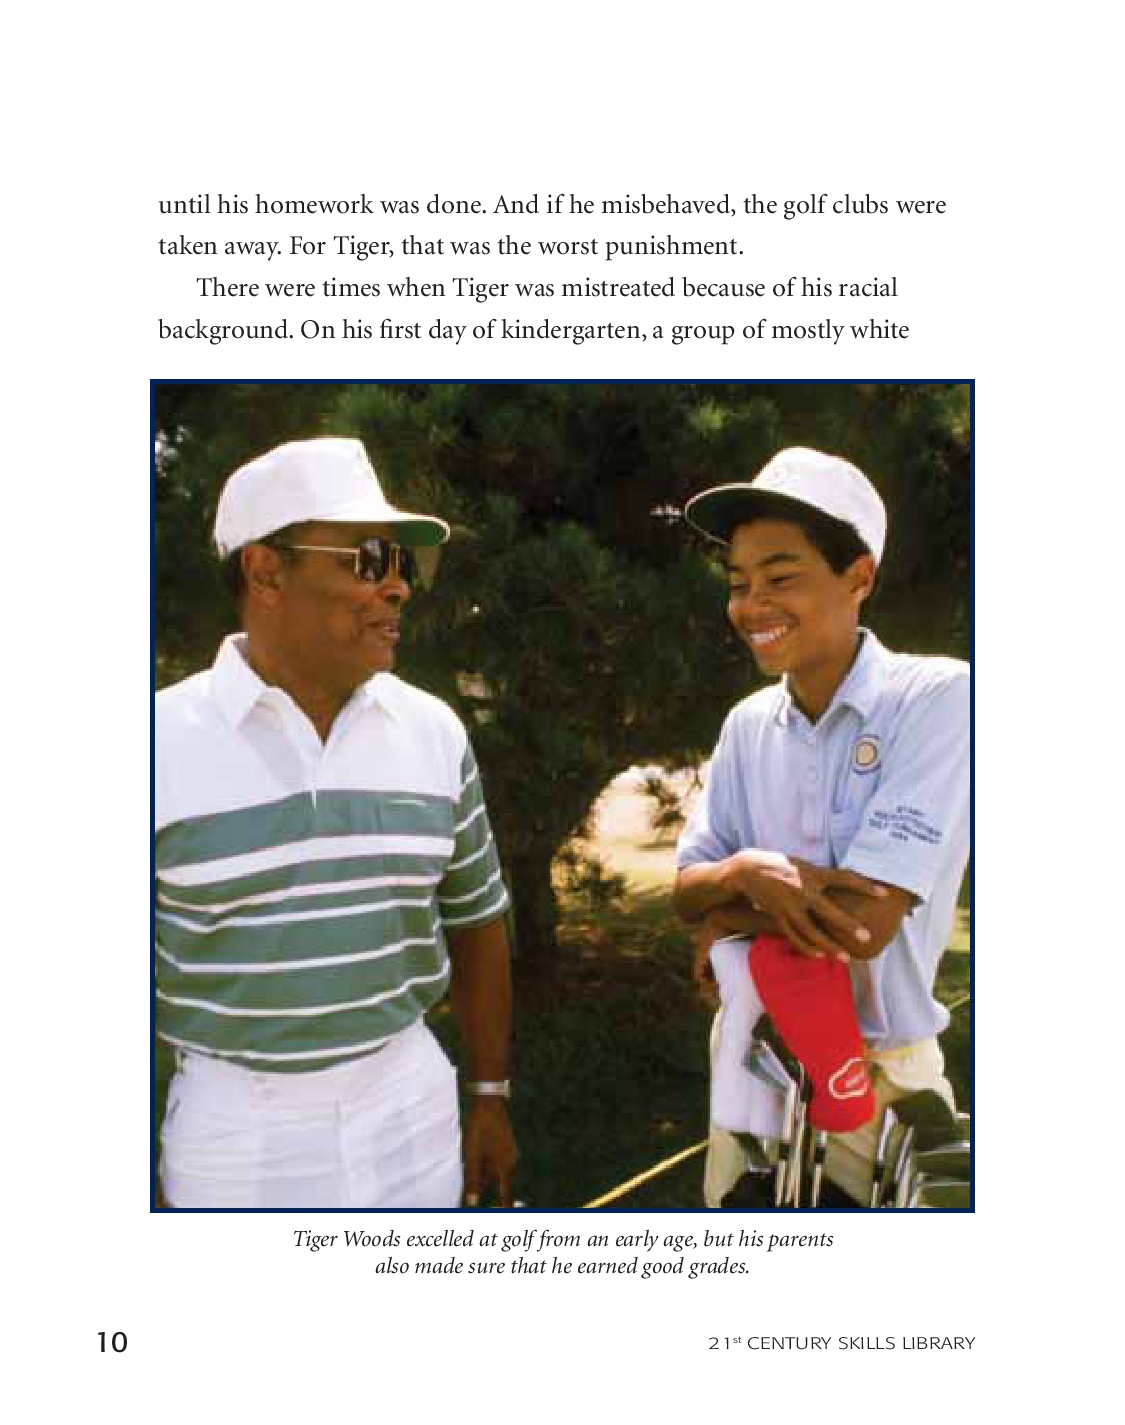 until his homework was done. And if he misbehaved, the golf clubs were
taken away. For Tiger, that was the worst punishment.
There were times when Tiger was mistreated because of his racial
background. On his first day of kindergarten, a group of mostly white
Tiger Woods excelled at golf from an early age, but his parents
also made sure that he earned good grades.
10
21st CENTURY SKILLS LIBRARY